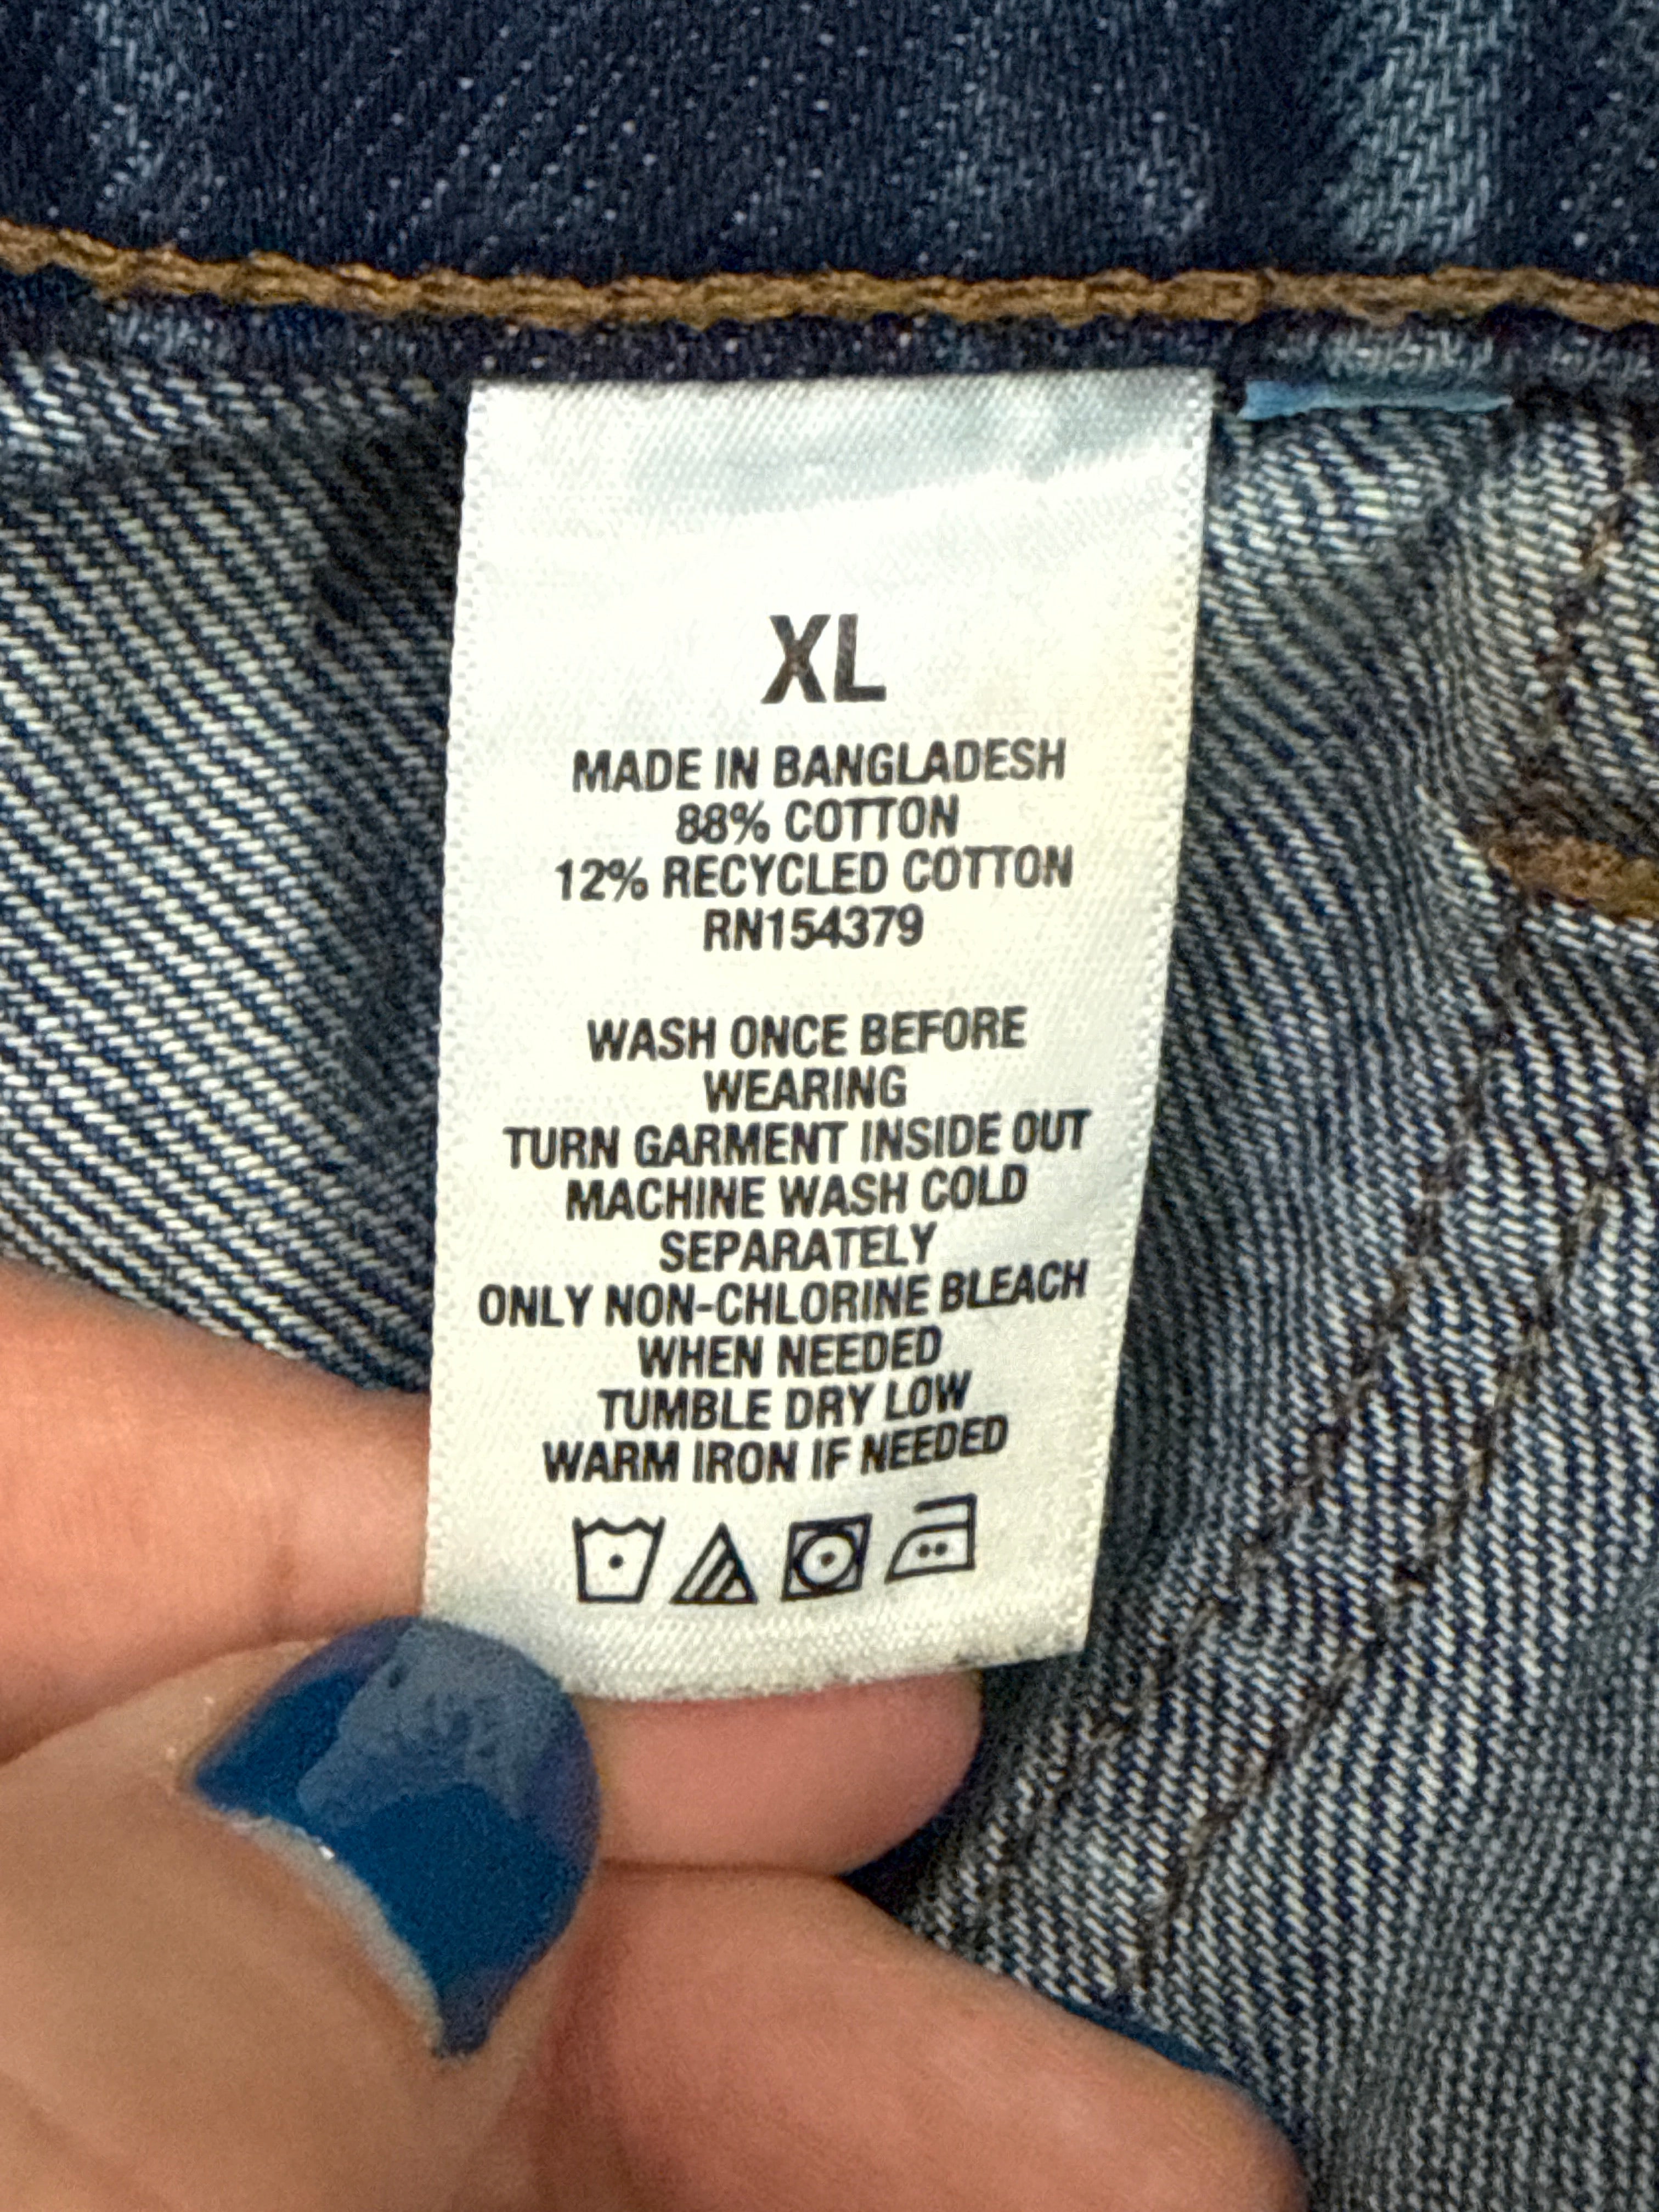 XL
MADE IN BANGLADESH
88% COTTON
12% RECYCLED COTTON
RN154379
WASH ONCE BEFORE
WEARING
TURN GARMENT INSIDE OUT
MACHINE WASH COLD
SEPARATELY
ONLY NON-CHLORINE BLEACH
WHEN NEEDED
TUMBLE DRY LOW
WARM IRON IF NEEDED